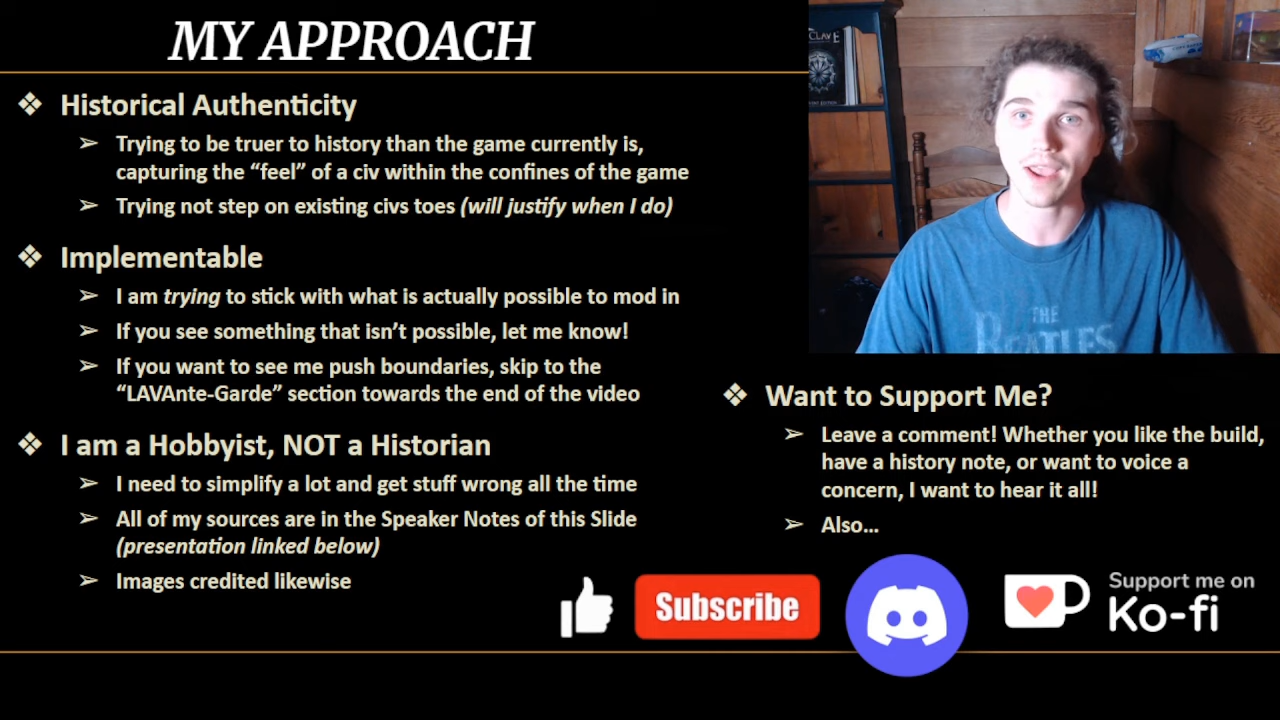 MY APPROACH
❖ Historical Authenticity
➢ Trying to be truer to history than the game currently is,
capturing the “feel” of a civ within the confines of the game
➢ Trying not step on existing civs toes (will justify when I do)
❖ Implementable
➢ I am trying to stick with what is actually possible to mod in
➢ If you see something that isn’t possible, let me know!
➢ If you want to see me push boundaries, skip to the
“LAVAnte-Garde” section towards the end of the video
❖ I am a Hobbyist, NOT a Historian
➢ I need to simplify a lot and get stuff wrong all the time
➢ All of my sources are in the Speaker Notes of this Slide
(presentation linked below)
➢ Images credited likewise
THE
BEATLES
❖ Want to Support Me?
➢ Leave a comment! Whether you like the build,
have a history note, or want to voice a
concern, I want to hear it all!
➢ Also…
Subscribe
Support me on
Ko-fi